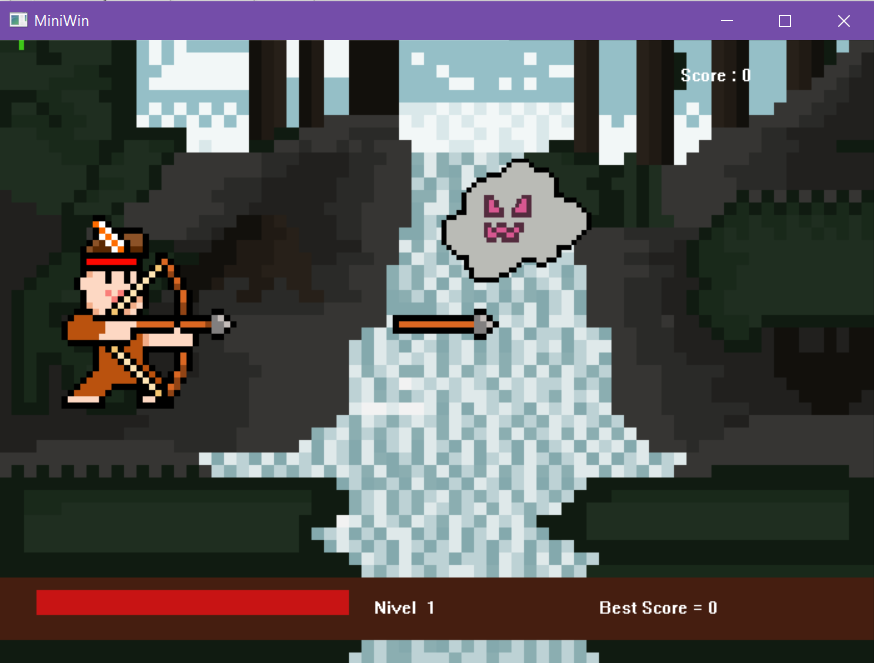 MiniWin
Score : 0
Nivel 1
Best Score = 0